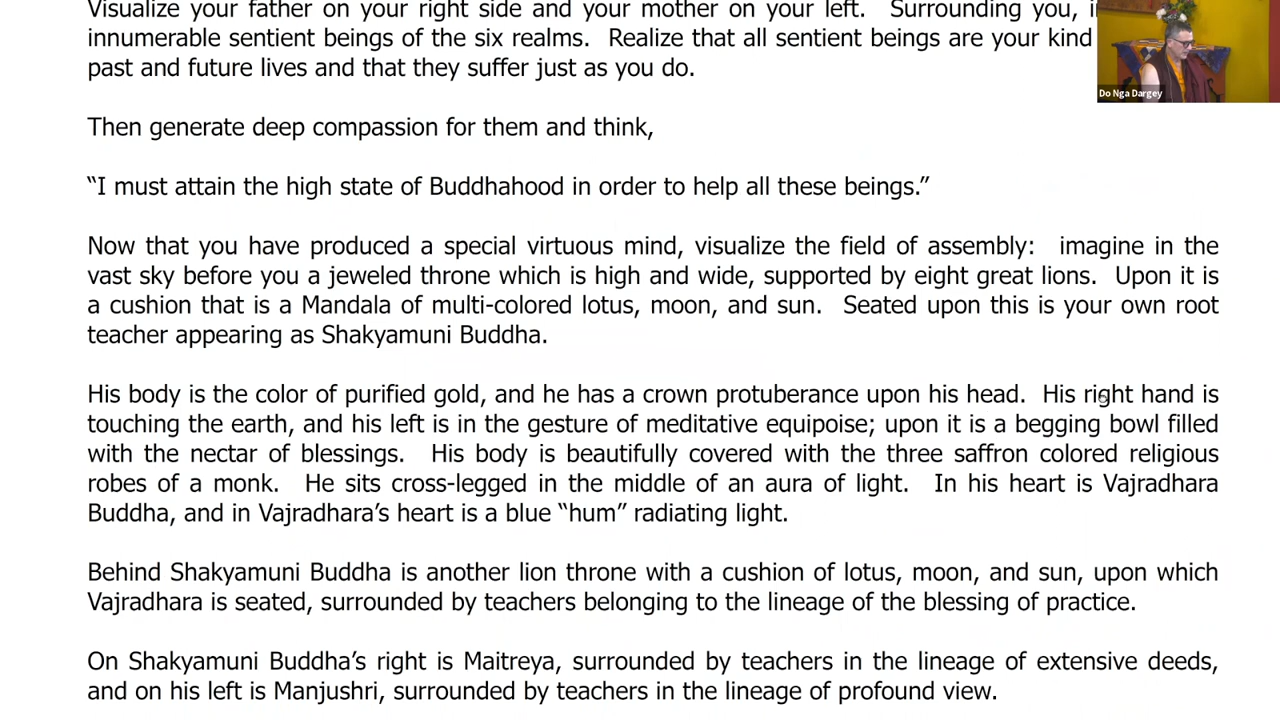 Visualize your father on your right side and your mother on your left. Surrounding you,
innumerable sentient beings of the six realms. Realize that all sentient beings are your kind
past and future lives and that they suffer just as you do.
Do Nga Dargey
Then generate deep compassion for them and think,
“I must attain the high state of Buddhahood in order to help all these beings.”
Now that you have produced a special virtuous mind, visualize the field of assembly: imagine in the
vast sky before you a jeweled throne which is high and wide, supported by eight great lions. Upon it is
a cushion that is a Mandala of multi-colored lotus, moon, and sun. Seated upon this is your own root
teacher appearing as Shakyamuni Buddha.
His body is the color of purified gold, and he has a crown protuberance upon his head. His right hand is
touching the earth, and his left is in the gesture of meditative equipoise; upon it is a begging bowl filled
with the nectar of blessings. His body is beautifully covered with the three saffron colored religious
robes of a monk. He sits cross-legged in the middle of an aura of light. In his heart is Vajradhara
Buddha, and in Vajradhara’s heart is a blue “hum” radiating light.
Behind Shakyamuni Buddha is another lion throne with a cushion of lotus, moon, and sun, upon which
Vajradhara is seated, surrounded by teachers belonging to the lineage of the blessing of practice.
On Shakyamuni Buddha’s right is Maitreya, surrounded by teachers in the lineage of extensive deeds,
and on his left is Manjushri, surrounded by teachers in the lineage of profound view.